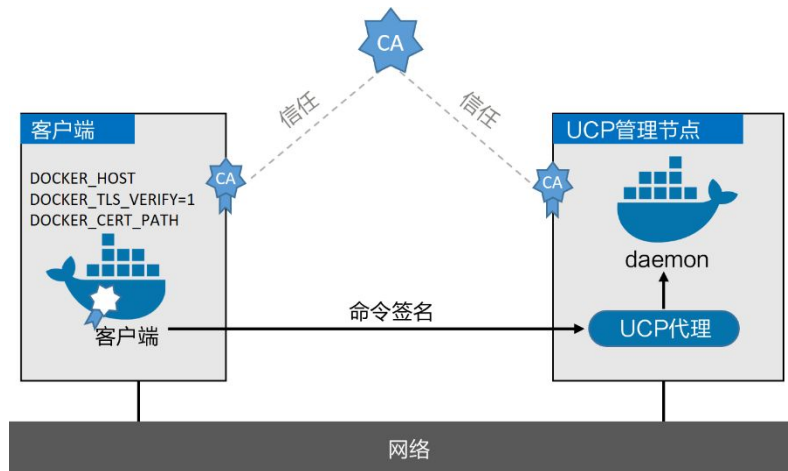 CA
信任
信任
客户端
UCP管理节点
CA
CA
DOCKER_HOST
DOCKER_TLS_VERIFY=1
DOCKER_CERT_PATH
daemon
命令签名
客户端
UCP代理
网络